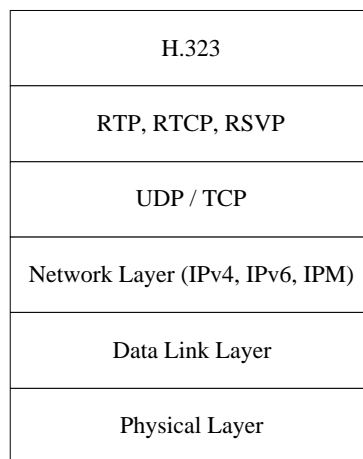 H.323
RTP, RTCP, RSVP
UDP / TCP
Network Layer (IPv4, IPv6, IPM)
Data Link Layer
Physical Layer